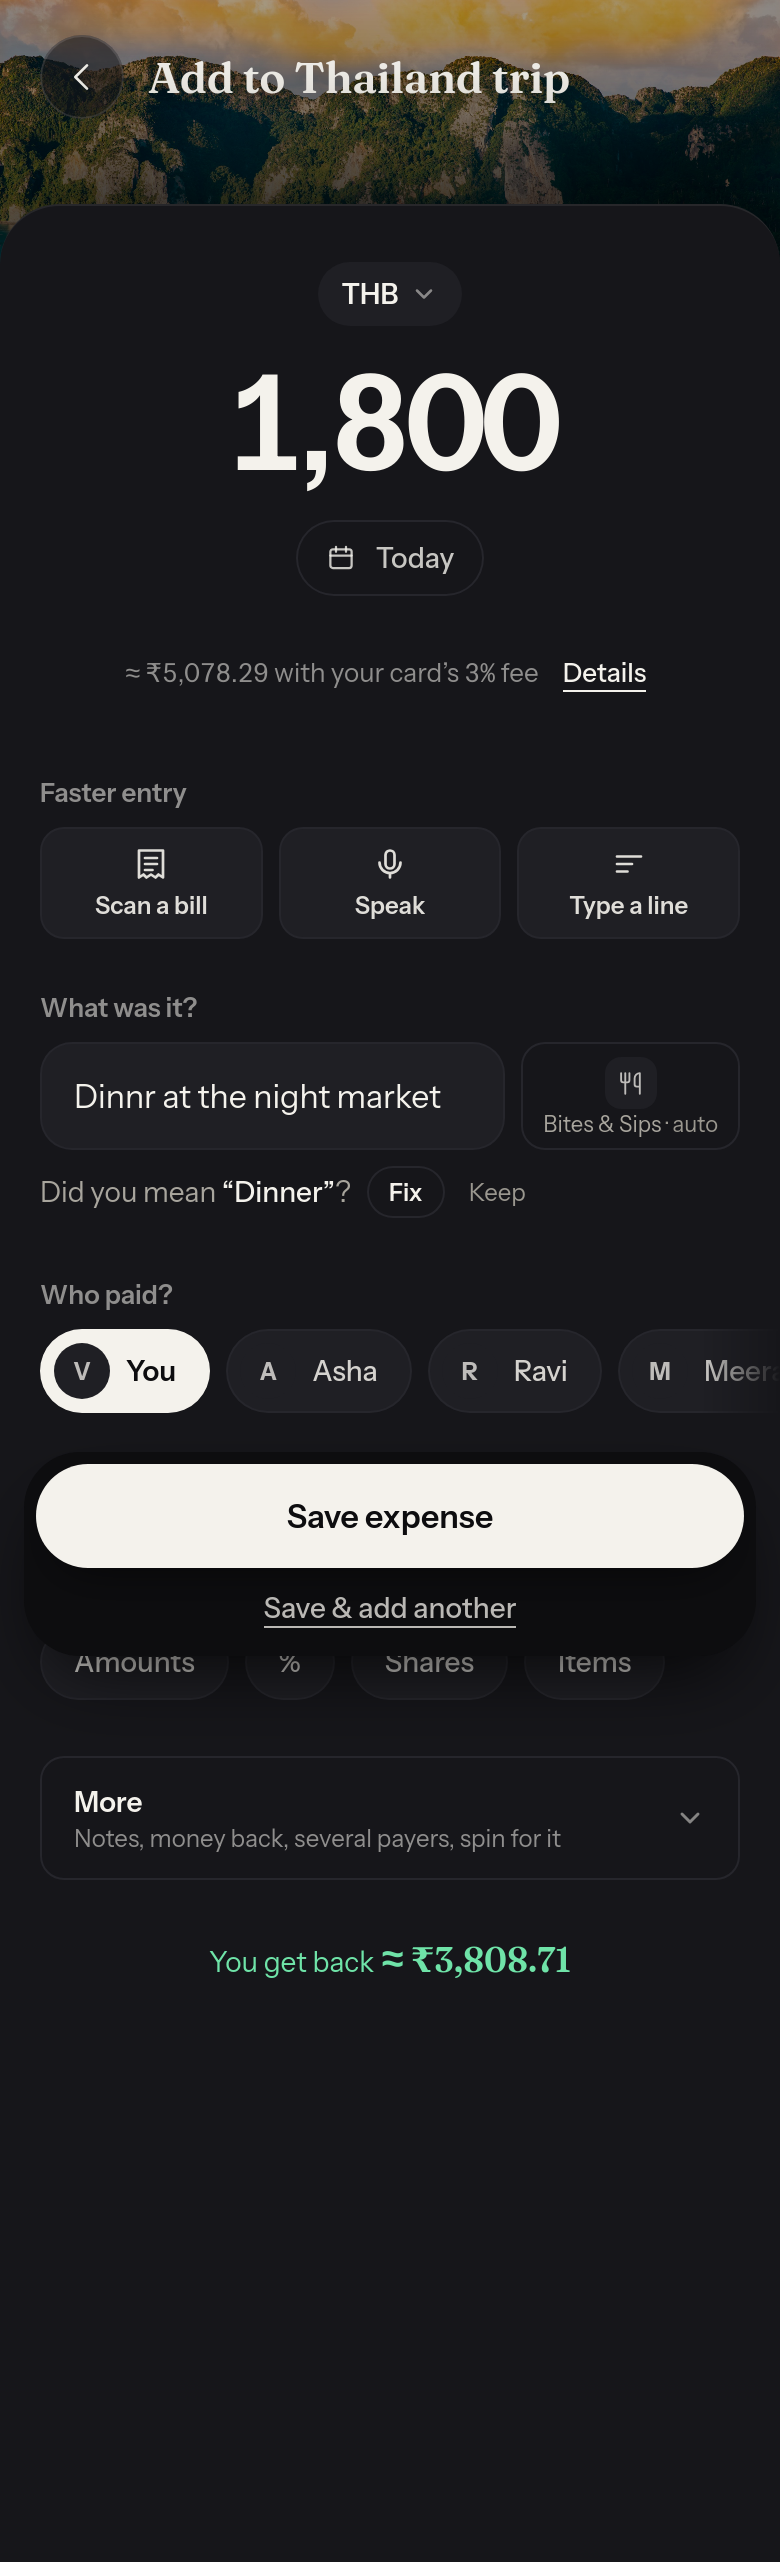 Add to Thailand trip
THB
1,800
Today
≈ ₹5,078.29 with your card’s 3% fee Details
Faster entry
Scan a bill Speak Type a line
What was it?
Dinnr at the night market
Bites & Sips · auto
Did you mean “Dinner”? Fix Keep
Who paid?
V You A Asha R Ravi M Meera
Save expense
Save & add another
Amounts % Shares Items
More
Notes, money back, several payers, spin for it
You get back ≈ ₹3,808.71